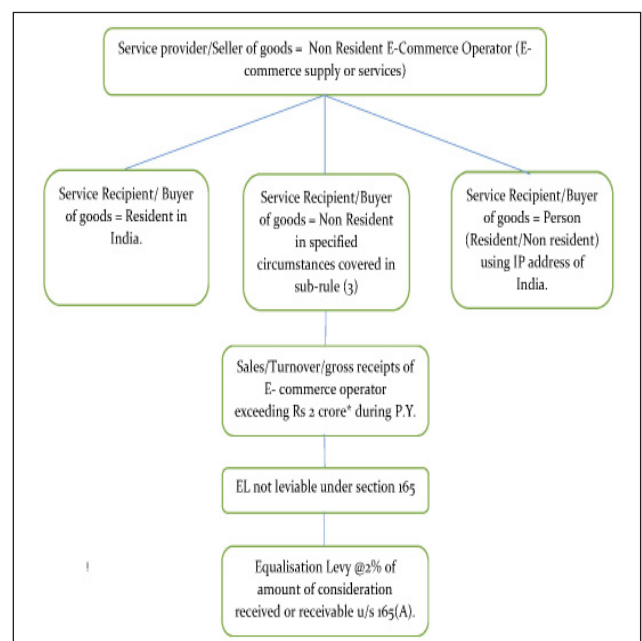 Service provider/Seller of goods = Non Resident E-Commerce Operator (E-
commerce supply or services)
Service Recipient/ Buyer
of goods = Resident in
India.
Service Recipient/Buyer
of goods = Non Resident
in specified
circumstances covered in
sub-rule (3)
Service Recipient/Buyer
of goods = Person
(Resident/Non resident)
using IP address of
India.
Sales/Turnover/gross receipts of
E- commerce operator
exceeding Rs 2 crore* during P.Y.
EL not leviable under section 165
Equalisation Levy @2% of
amount of consideration
received or receivable u/s 165(A).
!